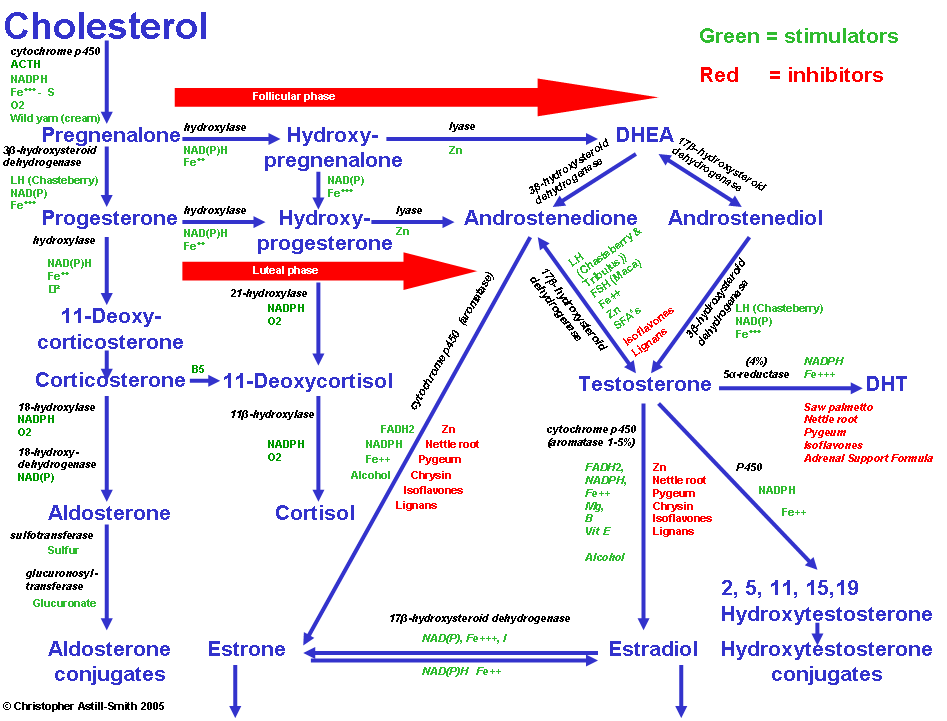 Cholesterol
Green = stimulators
Red = inhibitors
cytochrome p450
ACTH
NADPH
Fe*** - S
O2
Wild yarn (cream)
Follicular phase
Pregnenalone
hydroxylase
NAD(P)H
Fe**
Hydroxy-
pregnenalone
lyase
Zn
DHEA
3β-hydroxysteroid
dehydrogenase
LH (Chasteberry)
NAD(P)
Fe***
NAD(P)
Fe***
3β-hydroxysteroid
dehydrogenase
17β-hydroxysteroid
dehydrogenase
Progesterone
hydroxylase
NAD(P)H
Fe**
Hydroxy-
progesterone
lyase
Zn
Androstenedione
Androstenediol
hydroxylase
NAD(P)H
Fe**
Luteal phase
21-hydroxylase
NADPH
O2
cytochrome p450 (aromatase)
17β-hydroxysteroid
dehydrogenase
LH
(Chasteberry &
Tribulus))
FSH (Maca)
Fe++
Zn
SFA's
Isoflavones
Lignans
3β-hydroxysteroid
dehydrogenase
LH (Chasteberry)
NAD(P)
Fe***
11-Deoxy-
corticosterone
Corticosterone
B5
11-Deoxycortisol
Testosterone
(4%)
5α-reductase
NADPH
Fe+++
DHT
Saw palmetto
Nettle root
Pygeum
Isoflavones
Adrenal Support Formula
18-hydroxylase
NADPH
O2
18-hydroxy-
dehydrogenase
NAD(P)
11β-hydroxylase
NADPH
O2
FADH2
NADPH
Fe++
Alcohol
Zn
Nettle root
Pygeum
Chrysin
Isoflavones
Lignans
cytochrome p450
(aromatase 1-5%)
FADH2,
NADPH,
Fe++
Mg,
B
Vit E
Alcohol
Zn
Nettle root
Pygeum
Chrysin
Isoflavones
Lignans
P450
NADPH
Fe++
Aldosterone
Cortisol
sulfotransferase
Sulfur
glucuronosyl-
transferase
Glucuronate
2, 5, 11, 15,19
Hydroxytestosterone
Aldosterone
conjugates
Estrone
17β-hydroxysteroid dehydrogenase
NAD(P), Fe+++, I
NAD(P)H Fe++
Estradiol
Hydroxytestosterone
conjugates
© Christopher Astill-Smith 2005